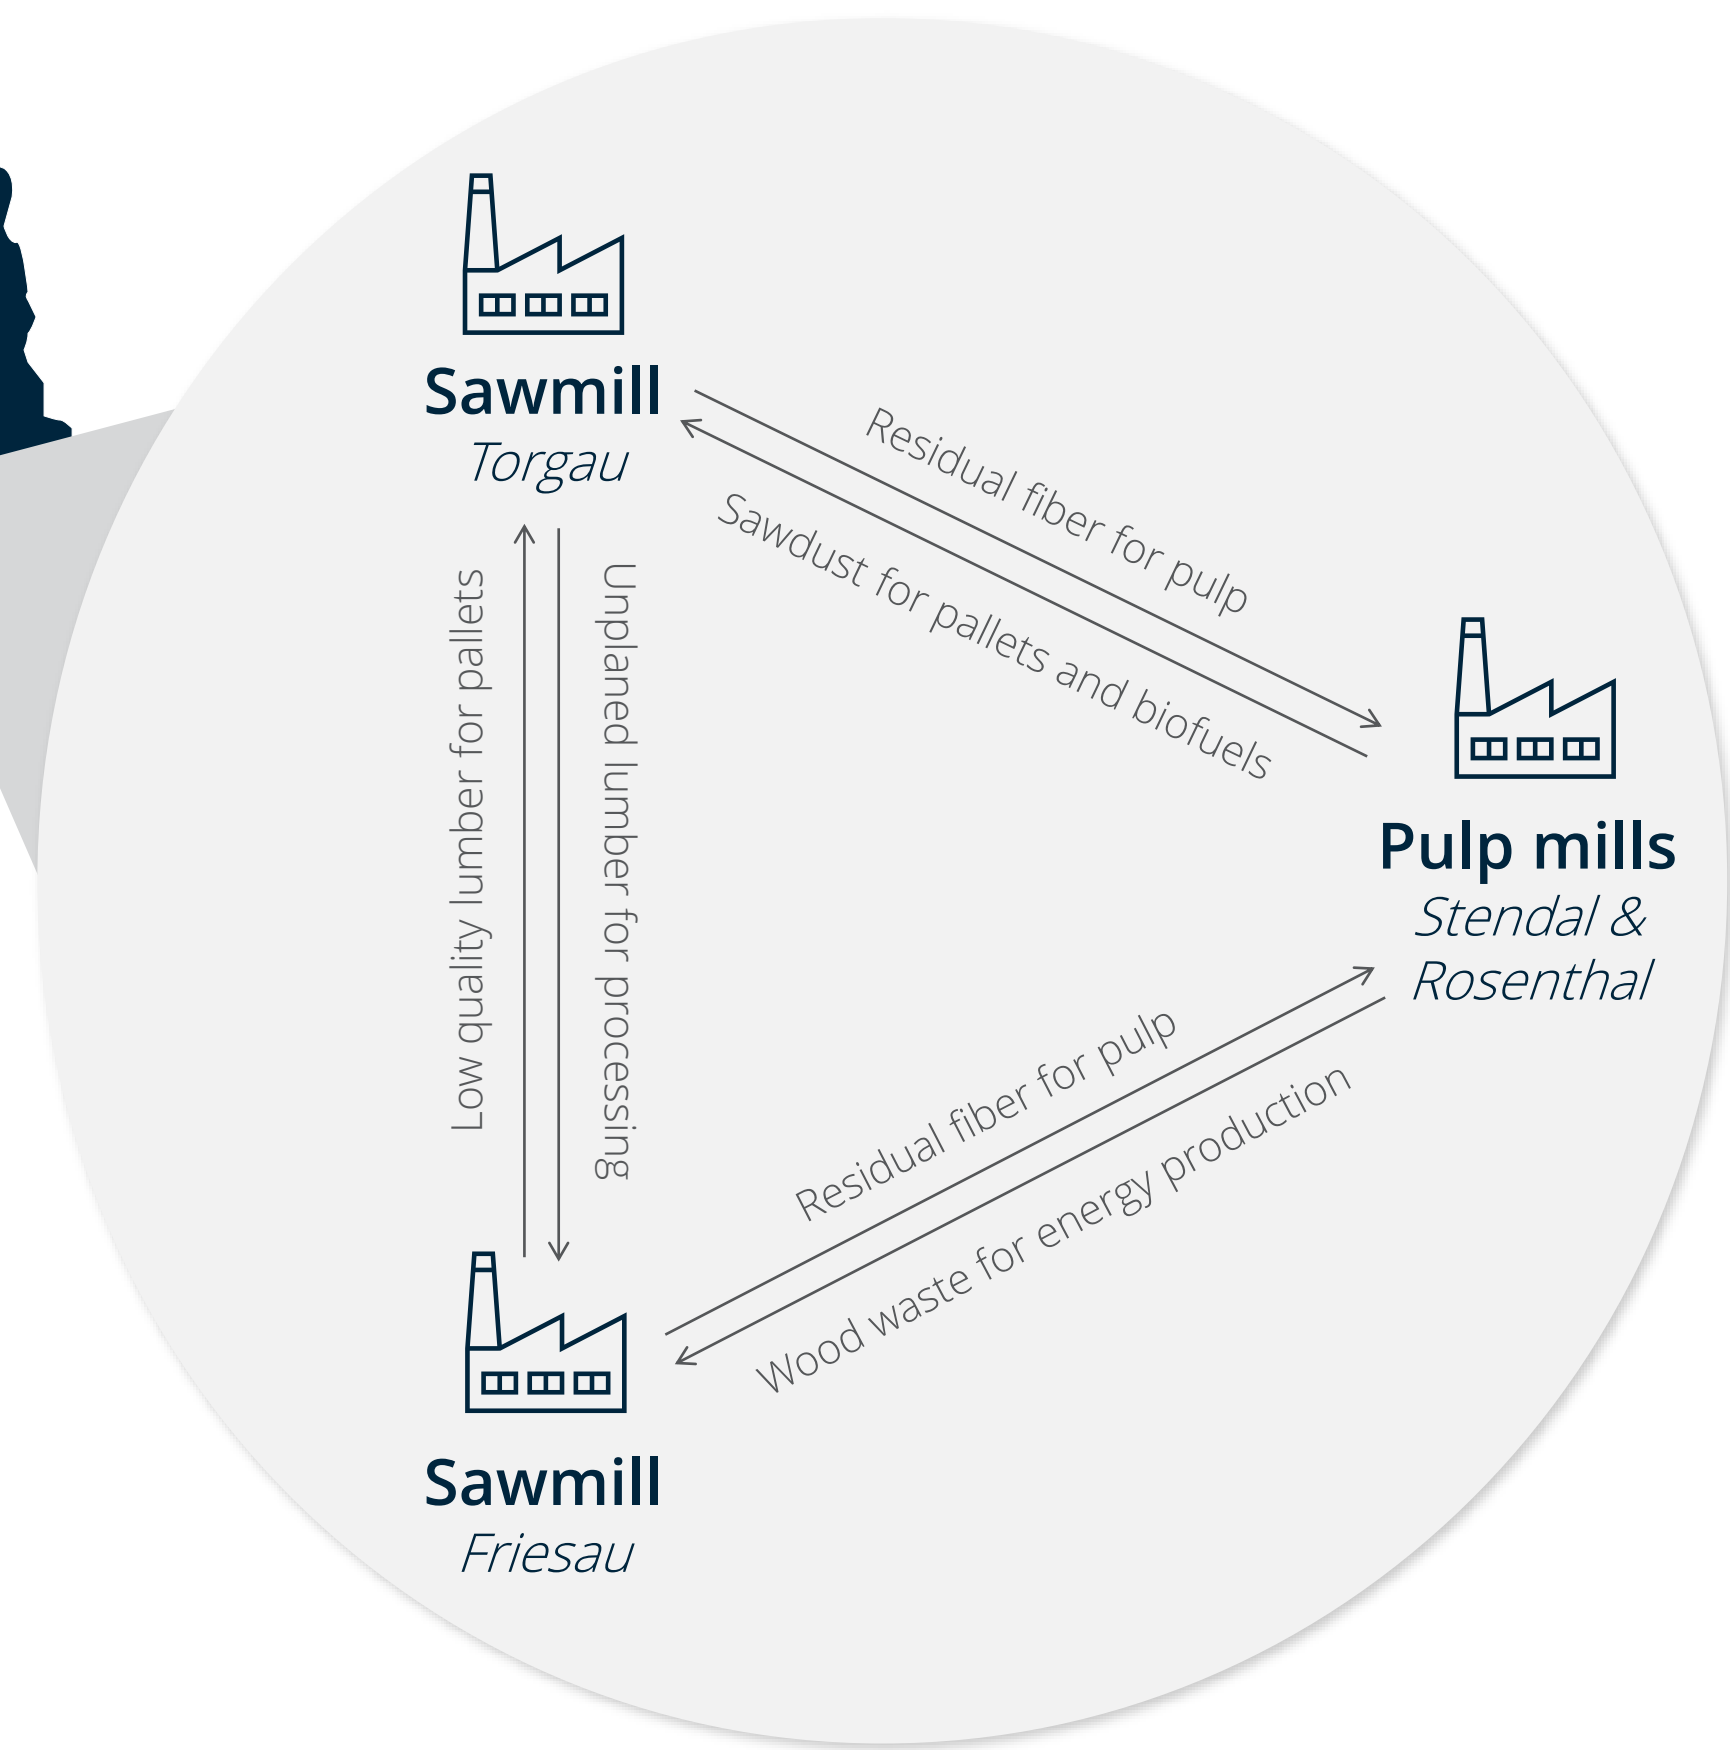 Sawmill
Torgau
Residual fiber for pulp
Sawdust for pallets and biofuels
Low quality lumber for pallets
Unplaned lumber for processing
Pulp mills
Stendal &
Rosenthal
Residual fiber for pulp
Wood waste for energy production
Sawmill
Friesau